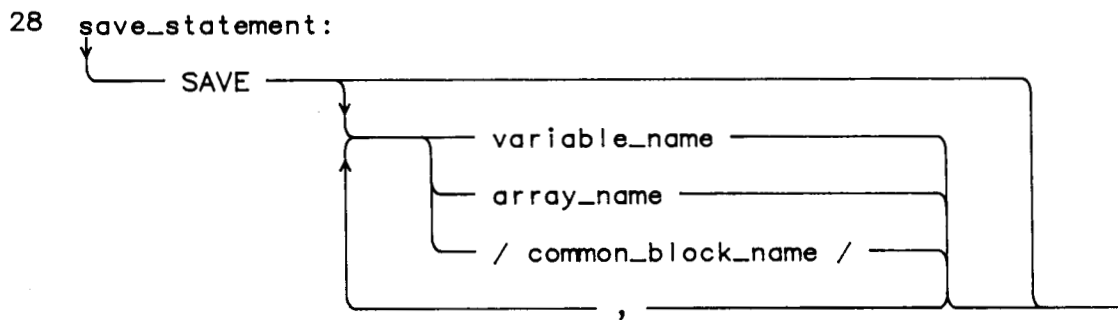 28 save_statement:
SAVE
variable_name
array_name
/ common_block_name /
,